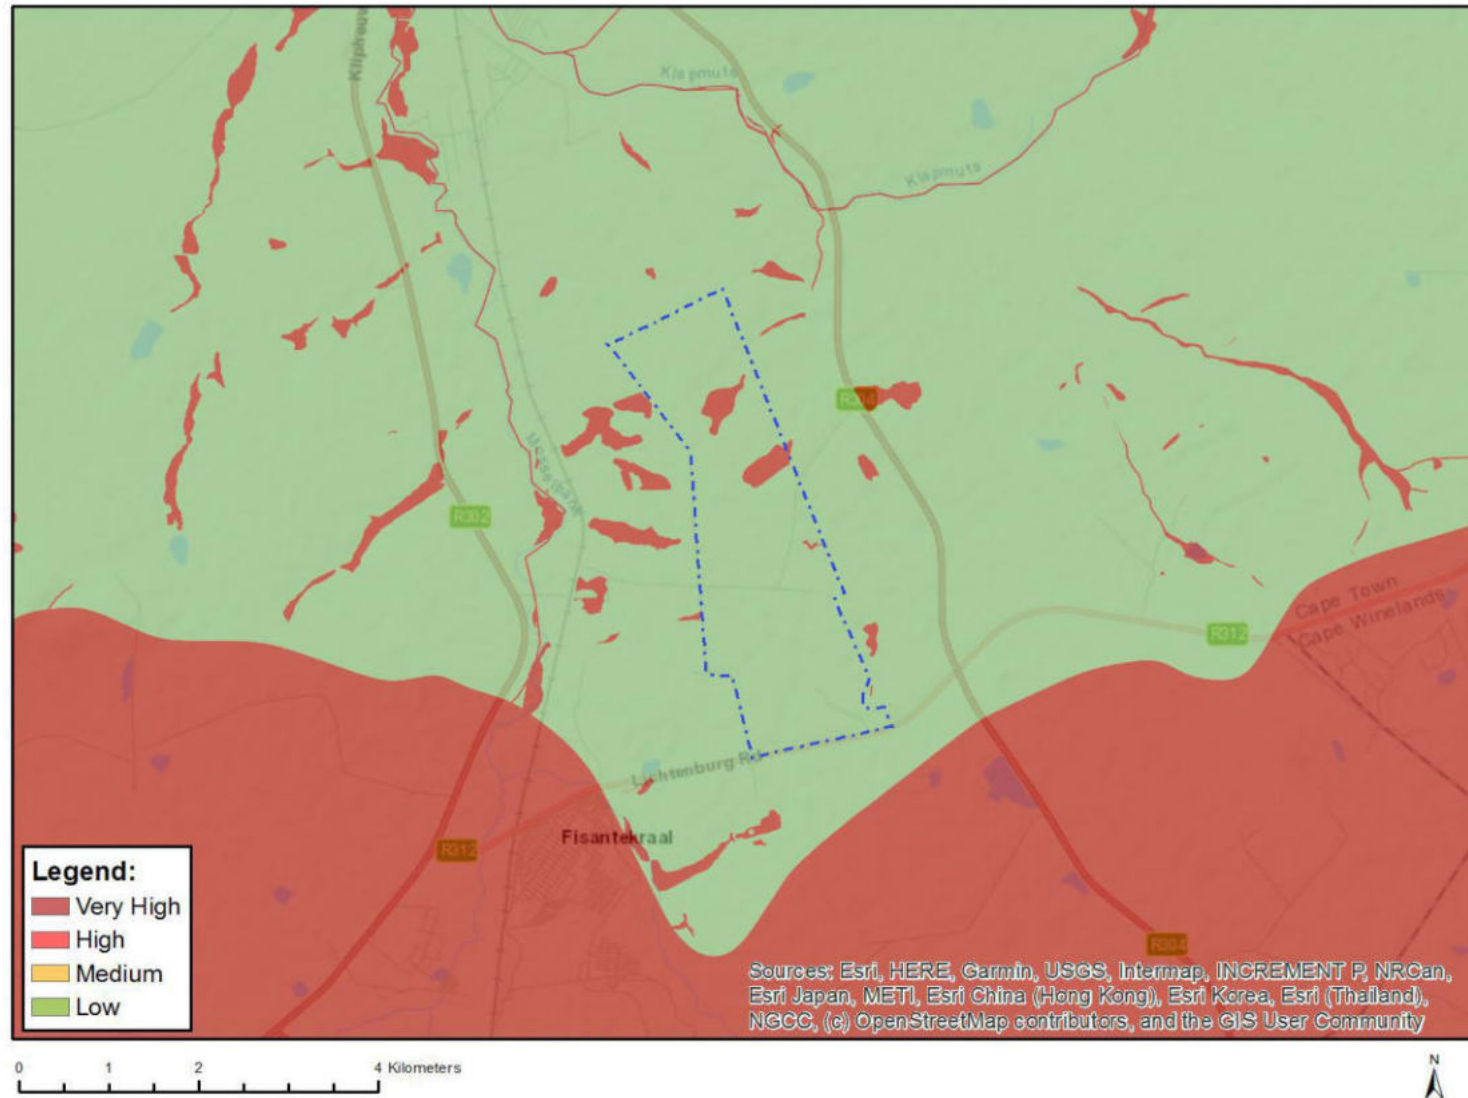 Klipheuw
Klapmuts
Klapmuts
R304
Mosselbank
R302
Cape Town
Cape Winelands
R312
Lichtenburg Rd
Fisantekraal
R312
R304
Legend:
Very High
High
Medium
Low
Sources: Esri, HERE, Garmin, USGS, Intermap, INCREMENT P, NRCan,
Esri Japan, METI, Esri China (Hong Kong), Esri Korea, Esri (Thailand),
NGCC, (c) OpenStreetMap contributors, and the GIS User Community
0 1 2 4 Kilometers
N